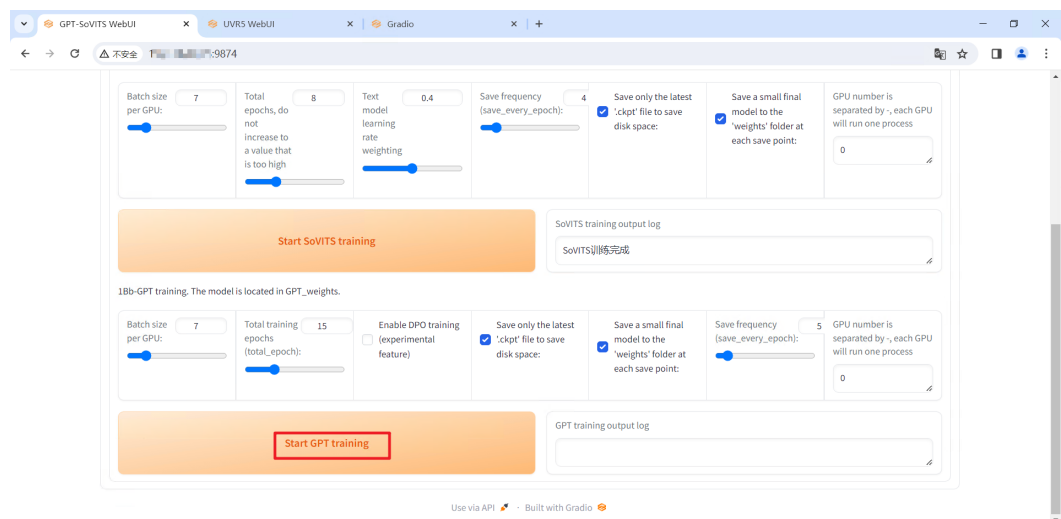 GPT-SoVITS WebUI
UVR5 WebUI
Gradio
不安全
:9874
Batch size per GPU:
7
Total epochs, do not increase to a value that is too high
8
Text model learning rate weighting
0.4
Save frequency (save_every_epoch):
4
Save only the latest '.ckpt' file to save disk space:
Save a small final model to the 'weights' folder at each save point:
GPU number is separated by -, each GPU will run one process
0
Start SoVITS training
SoVITS training output log
SoVITS训练完成
1Bb-GPT training. The model is located in GPT_weights.
Batch size per GPU:
7
Total training epochs (total_epoch):
15
Enable DPO training (experimental feature)
Save only the latest '.ckpt' file to save disk space:
Save a small final model to the 'weights' folder at each save point:
Save frequency (save_every_epoch):
5
GPU number is separated by -, each GPU will run one process
0
Start GPT training
GPT training output log
Use via API · Built with Gradio